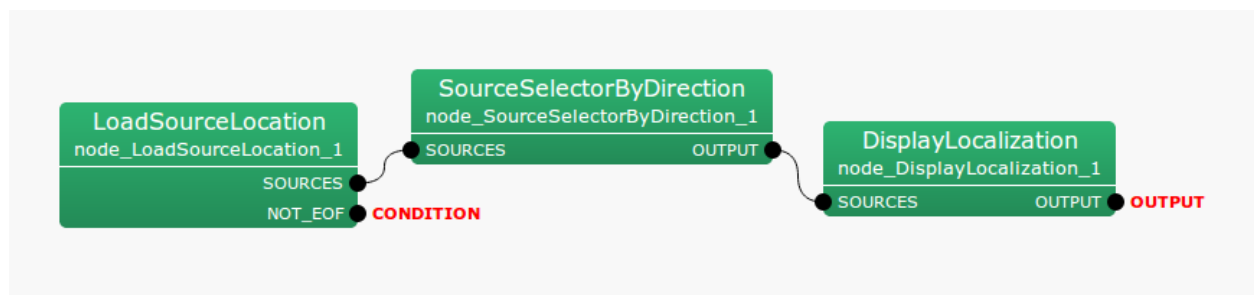 LoadSourceLocation
node_LoadSourceLocation_1
SOURCES
NOT_EOF CONDITION
SourceSelectorByDirection
node_SourceSelectorByDirection_1
SOURCES OUTPUT
DisplayLocalization
node_DisplayLocalization_1
SOURCES OUTPUT OUTPUT